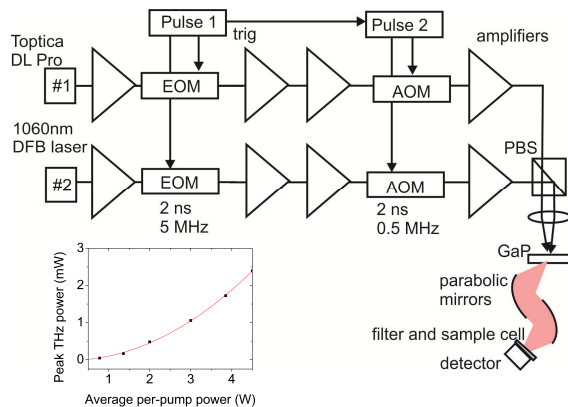 Pulse 1
Pulse 2
trig
Toptica
DL Pro
amplifiers
#1
EOM
AOM
1060nm
DFB laser
PBS
#2
EOM
AOM
2 ns
5 MHz
2 ns
0.5 MHz
GaP
parabolic
mirrors
filter and sample cell
detector
Peak THz power (mW)
3
2
1
0
1
2
3
4
Average per-pump power (W)